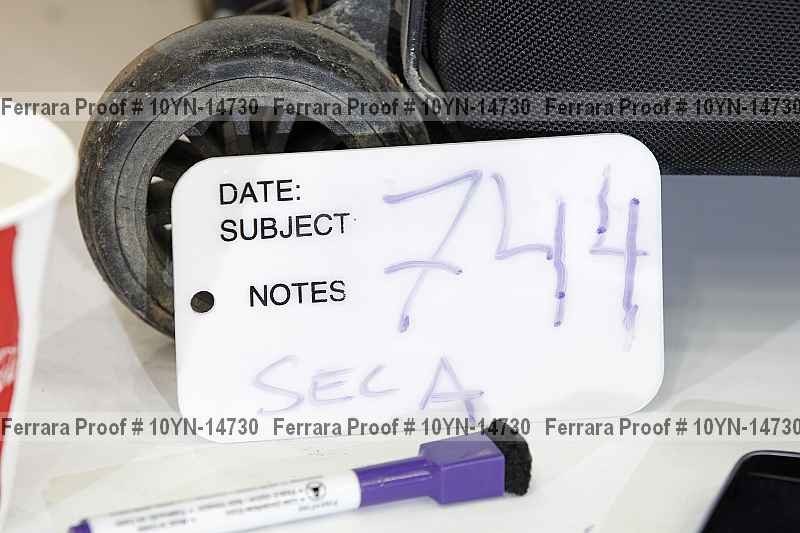 Ferrara Proof # 10YN-14730 Ferrara Proof # 10YN-14730 Ferrara Proof # 10YN-14730
DATE:
SUBJECT
744
NOTES
SEC A
Ferrara Proof # 10YN-14730 Ferrara Proof # 10YN-14730 Ferrara Proof # 10YN-14730